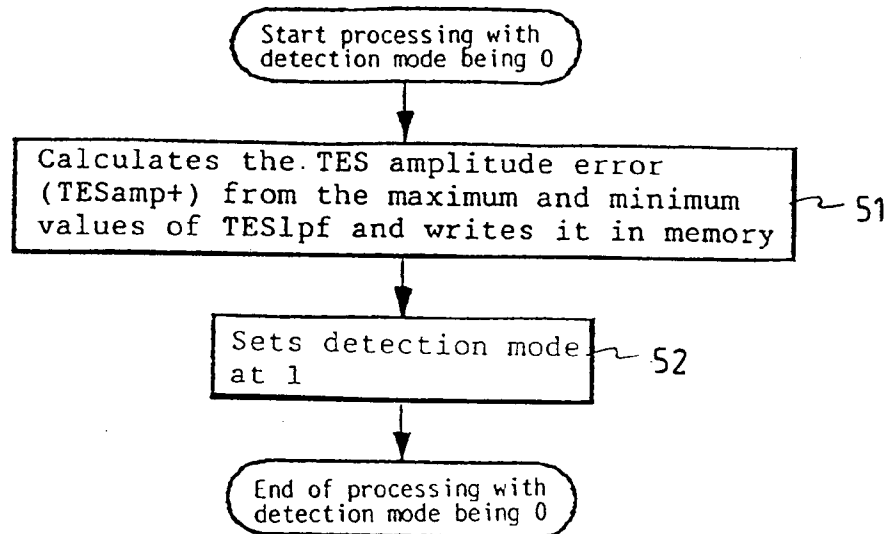 Start processing with
detection mode being 0
Calculates the TES amplitude error
(TESamp+) from the maximum and minimum
values of TESlpf and writes it in memory
51
Sets detection mode
at 1
52
End of processing with
detection mode being 0